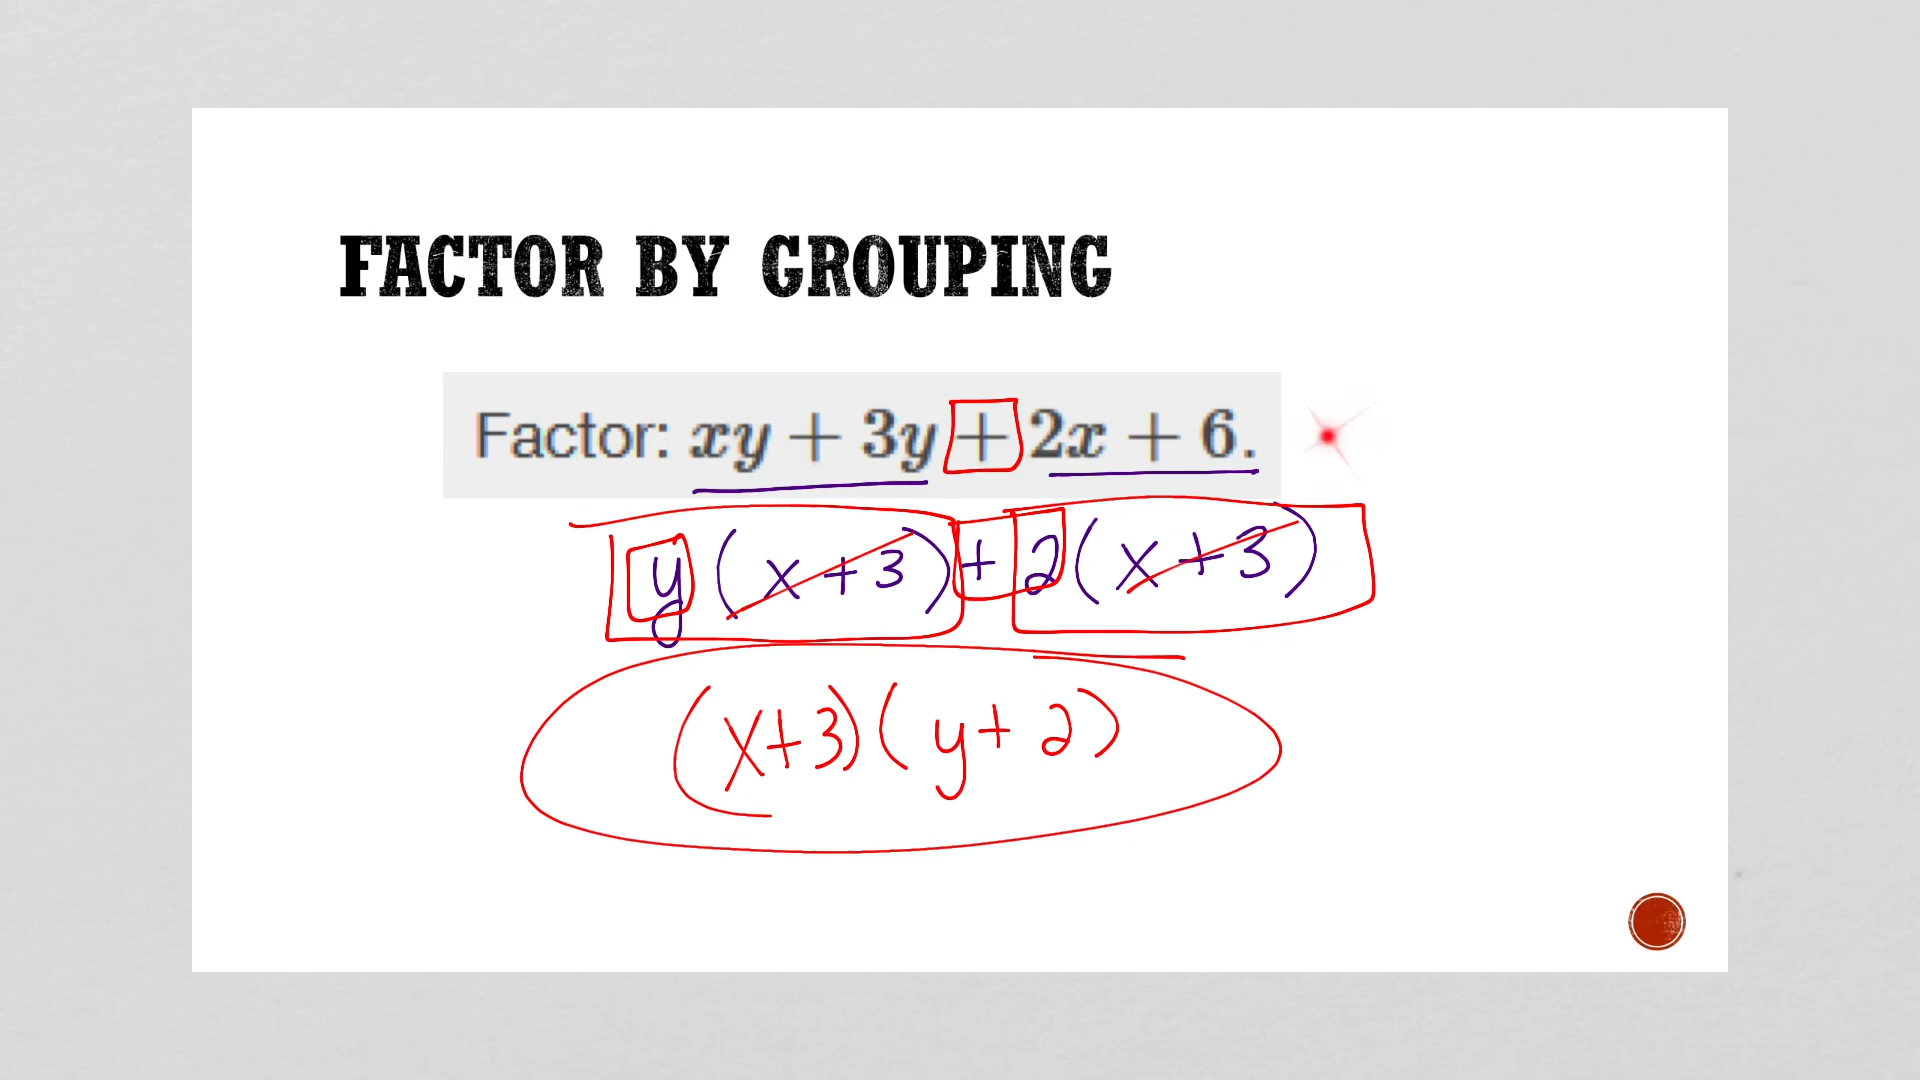 FACTOR BY GROUPING
Factor: xy + 3y + 2x + 6.
y(x+3)+2(x+3)
(x+3)(y+2)